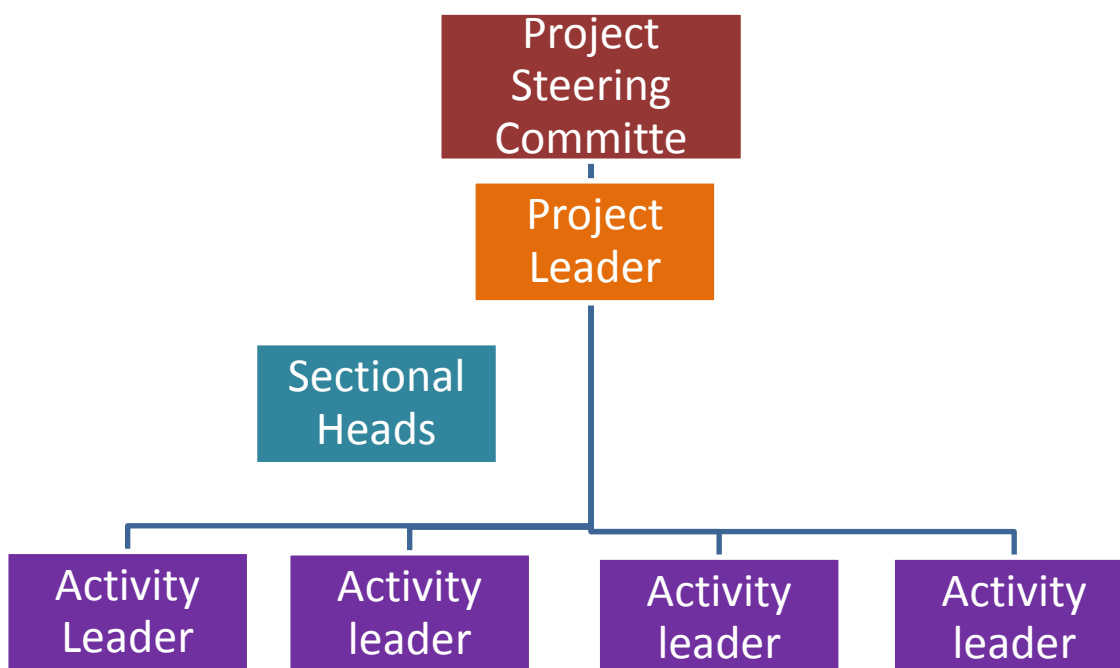 Project
Steering
Committe
Project
Leader
Sectional
Heads
Activity
Leader
Activity
leader
Activity
leader
Activity
leader